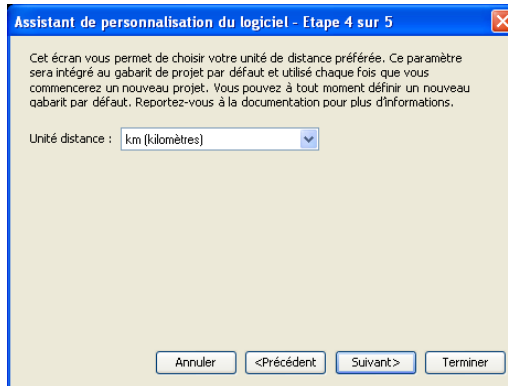 Assistant de personnalisation du logiciel - Etape 4 sur 5
Cet écran vous permet de choisir votre unité de distance préférée. Ce paramètre
sera intégré au gabarit de projet par défaut et utilisé chaque fois que vous
commencerez un nouveau projet. Vous pouvez à tout moment définir un nouveau
gabarit par défaut. Reportez-vous à la documentation pour plus d'informations.
Unité distance : km (kilomètres)
Annuler <Précédent Suivant> Terminer